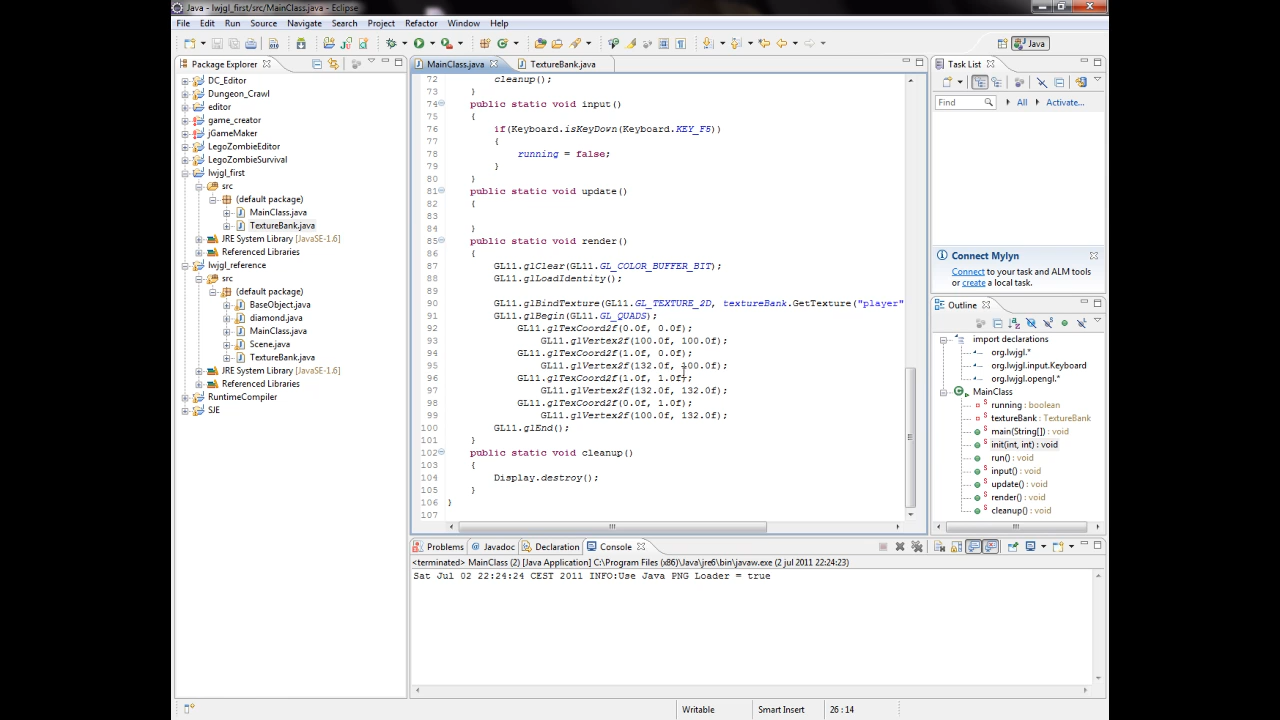 Java - lwjgl_first/src/MainClass.java - Eclipse
File Edit Run Source Navigate Search Project Refactor Window Help
Java
Package Explorer
DC_Editor
Dungeon_Crawl
editor
game_creator
jGameMaker
LegoZombieEditor
LegoZombieSurvival
lwjgl_first
src
(default package)
MainClass.java
TextureBank.java
JRE System Library [JavaSE-1.6]
Referenced Libraries
lwjgl_reference
src
(default package)
BaseObject.java
diamond.java
MainClass.java
Scene.java
TextureBank.java
JRE System Library [JavaSE-1.6]
Referenced Libraries
RuntimeCompiler
SJE
MainClass.java TextureBank.java
72 cleanup();
73 }
74 public static void input()
75 {
76 if(Keyboard.isKeyDown(Keyboard.KEY_F5))
77 {
78 running = false;
79 }
80 }
81 public static void update()
82 {
83
84 }
85 public static void render()
86 {
87 GL11.glClear(GL11.GL_COLOR_BUFFER_BIT);
88 GL11.glLoadIdentity();
89
90 GL11.glBindTexture(GL11.GL_TEXTURE_2D, textureBank.GetTexture("player"
91 GL11.glBegin(GL11.GL_QUADS);
92 GL11.glTexCoord2f(0.0f, 0.0f);
93 GL11.glVertex2f(100.0f, 100.0f);
94 GL11.glTexCoord2f(1.0f, 0.0f);
95 GL11.glVertex2f(132.0f, 100.0f);
96 GL11.glTexCoord2f(1.0f, 1.0f);
97 GL11.glVertex2f(132.0f, 132.0f);
98 GL11.glTexCoord2f(0.0f, 1.0f);
99 GL11.glVertex2f(100.0f, 132.0f);
100 GL11.glEnd();
101 }
102 public static void cleanup()
103 {
104 Display.destroy();
105 }
106 }
107
Task List
Find All Activate...
Connect Mylyn
Connect to your task and ALM tools
or create a local task.
Outline
import declarations
org.lwjgl.*
org.lwjgl.input.Keyboard
org.lwjgl.opengl.*
MainClass
running : boolean
textureBank : TextureBank
main(String[]) : void
init(int, int) : void
run() : void
input() : void
update() : void
render() : void
cleanup() : void
Problems Javadoc Declaration Console
<terminated> MainClass (2) [Java Application] C:\Program Files (x86)\Java\jre6\bin\javaw.exe (2 jul 2011 22:24:23)
Sat Jul 02 22:24:24 CEST 2011 INFO:Use Java PNG Loader = true
Writable Smart Insert 26 : 14